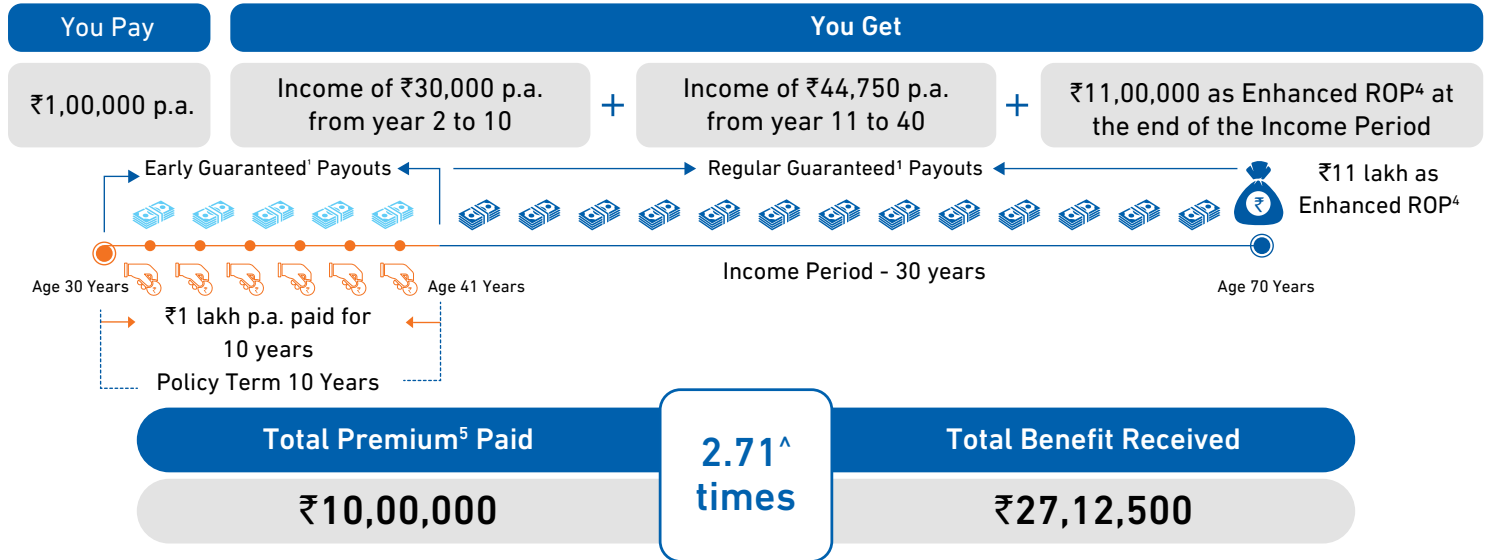 You Pay
You Get
₹1,00,000 p.a.
Income of ₹30,000 p.a.
from year 2 to 10
+
Income of ₹44,750 p.a.
from year 11 to 40
+
₹11,00,000 as Enhanced ROP⁴ at
the end of the Income Period
Early Guaranteed¹ Payouts
Regular Guaranteed¹ Payouts
₹
₹11 lakh as
Enhanced ROP⁴
Age 30 Years
Age 41 Years
Income Period - 30 years
Age 70 Years
₹1 lakh p.a. paid for
10 years
Policy Term 10 Years
Total Premium⁵ Paid
2.71^
times
Total Benefit Received
₹10,00,000
₹27,12,500